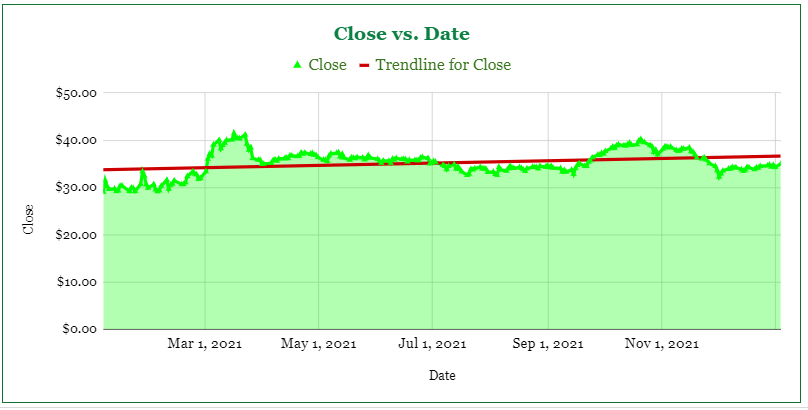 Close vs. Date
Close Trendline for Close
$50.00
$40.00
$30.00
$20.00
$10.00
$0.00
Close
Mar 1, 2021 May 1, 2021 Jul 1, 2021 Sep 1, 2021 Nov 1, 2021
Date